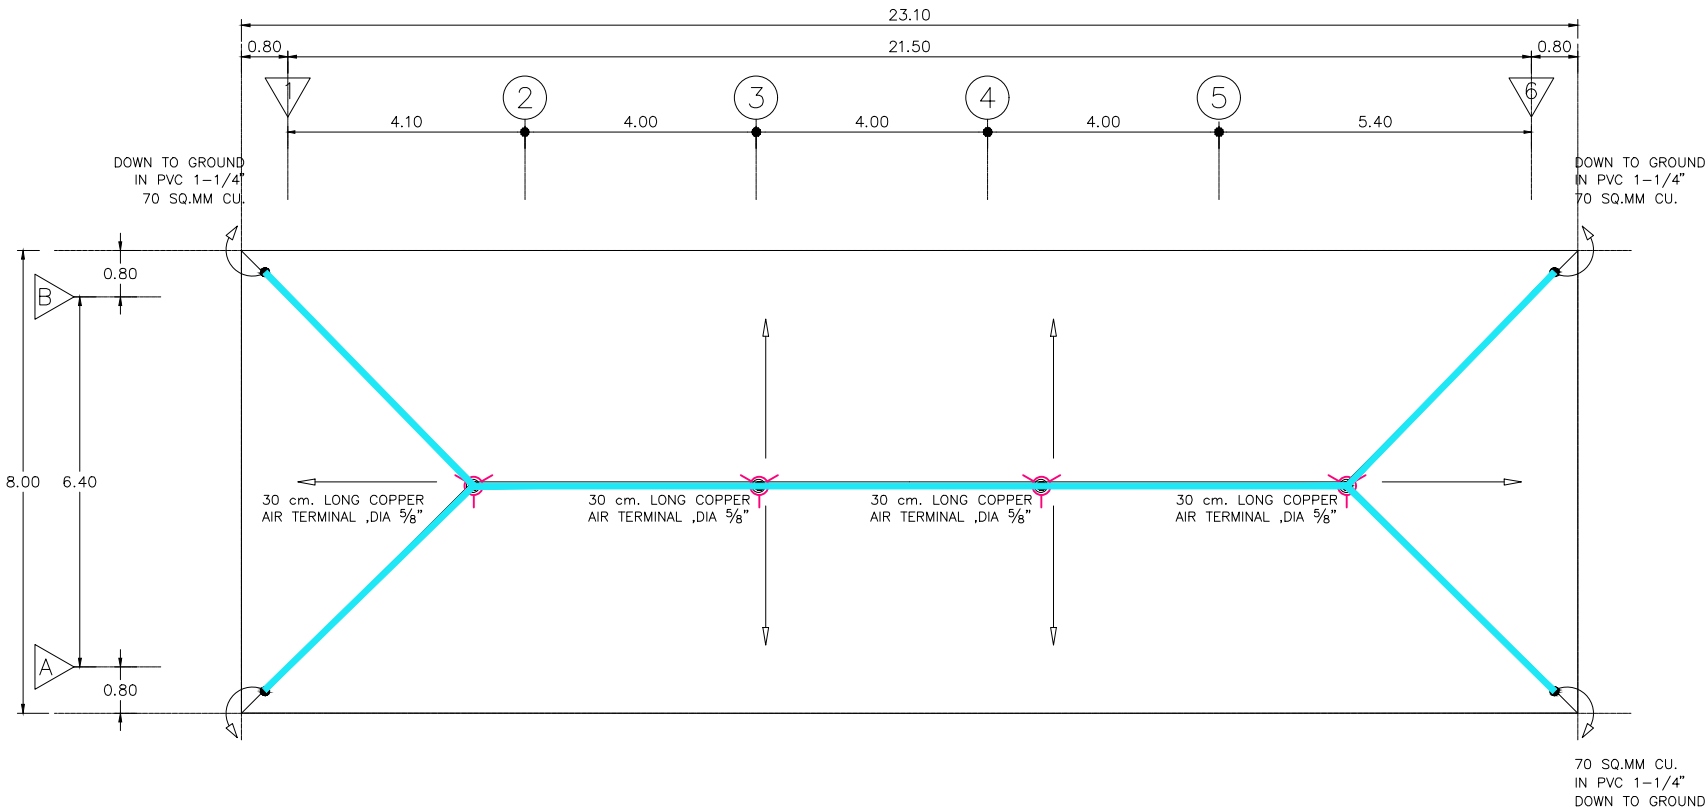 23.10
0.80
21.50
0.80
1
2
3
4
5
6
4.10
4.00
4.00
4.00
5.40
DOWN TO GROUND
IN PVC 1-1/4"
70 SQ.MM CU.
DOWN TO GROUND
IN PVC 1-1/4"
70 SQ.MM CU.
0.80
B
8.00
6.40
30 cm. LONG COPPER
AIR TERMINAL ,DIA 5/8"
30 cm. LONG COPPER
AIR TERMINAL ,DIA 5/8"
30 cm. LONG COPPER
AIR TERMINAL ,DIA 5/8"
30 cm. LONG COPPER
AIR TERMINAL ,DIA 5/8"
A
0.80
70 SQ.MM CU.
IN PVC 1-1/4"
DOWN TO GROUND